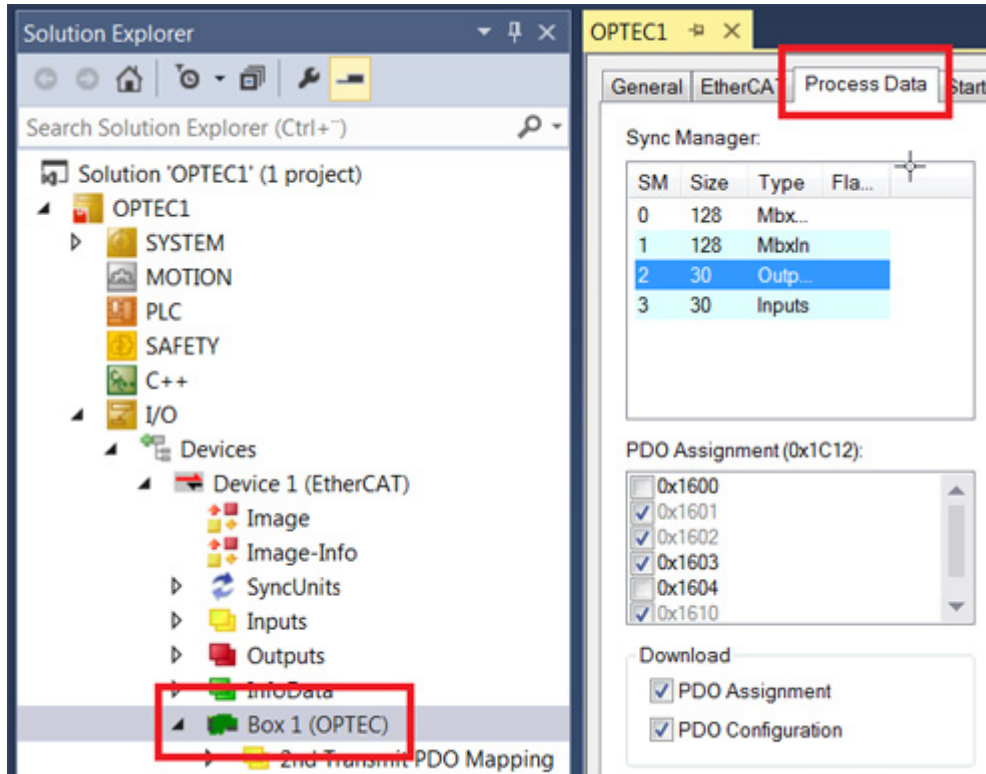 Solution Explorer
Search Solution Explorer (Ctrl+¨)
Solution 'OPTEC1' (1 project)
OPTEC1
SYSTEM
MOTION
PLC
SAFETY
C++
I/O
Devices
Device 1 (EtherCAT)
Image
Image-Info
SyncUnits
Inputs
Outputs
InfoData
Box 1 (OPTEC)
2nd Transmit PDO Mapping
OPTEC1
General EtherCAT Process Data Start
Sync Manager:
SM Size Type Fla...
0 128 Mbx...
1 128 MbxIn
2 30 Outp...
3 30 Inputs
PDO Assignment (0x1C12):
0x1600
0x1601
0x1602
0x1603
0x1604
0x1610
Download
PDO Assignment
PDO Configuration